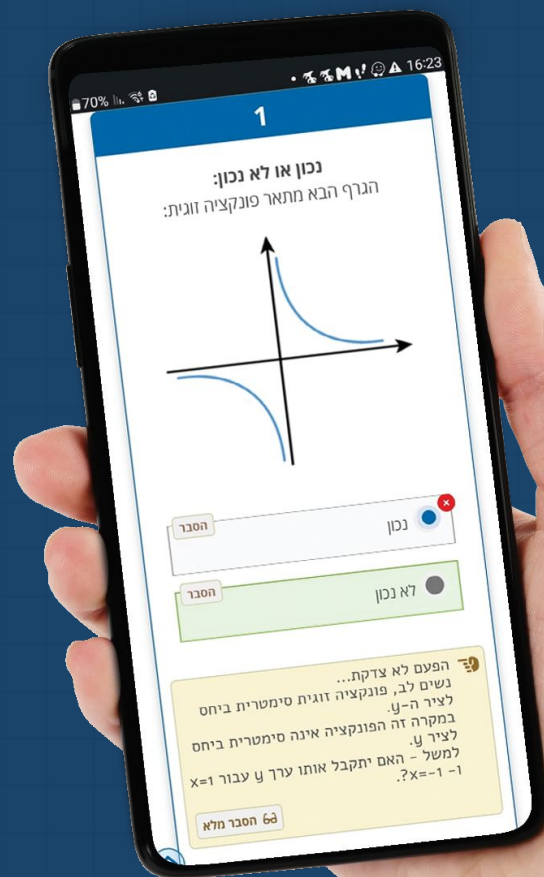 70% 16:23
1
נכון או לא נכון:
הגרף הבא מתאר פונקציה זוגית:
נכון
הסבר
לא נכון
הסבר
הפעם לא צדקת...
נשים לב, פונקציה זוגית סימטרית ביחס
לציר ה-y.
במקרה זה הפונקציה אינה סימטרית ביחס
לציר y.
למשל - האם יתקבל אותו ערך y עבור x=1
ו- x=-1?.
הסבר מלא